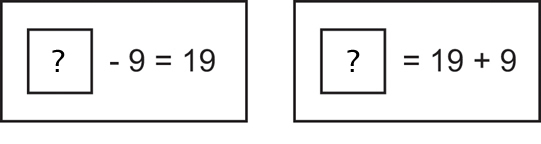 ? - 9 = 19
? = 19 + 9